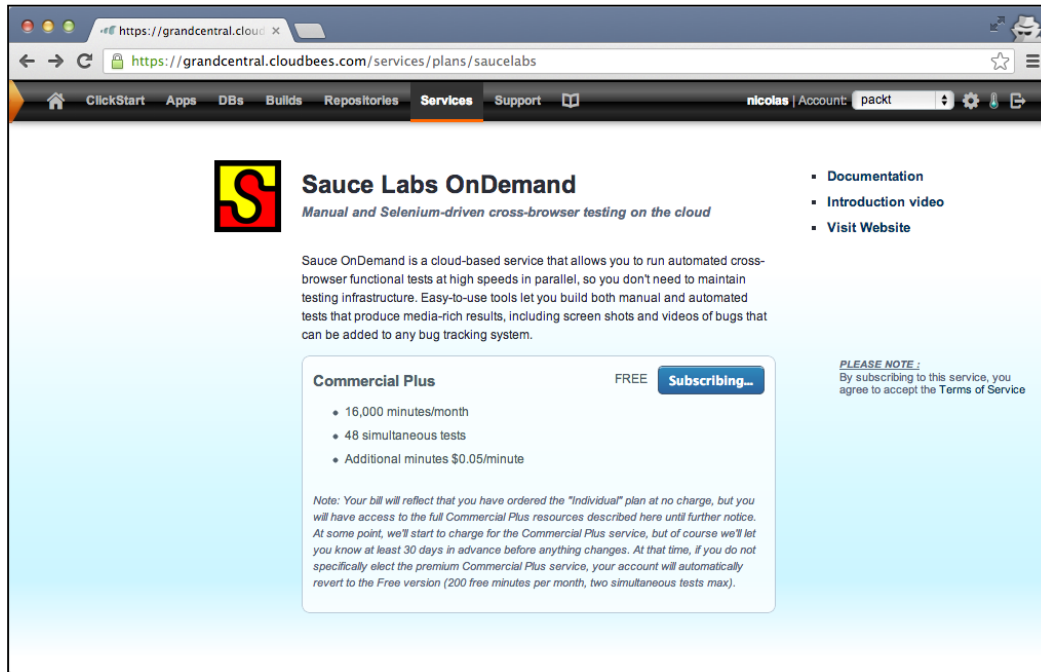 https://grandcentral.cloud
https://grandcentral.cloudbees.com/services/plans/saucelabs
ClickStart Apps DBs Builds Repositories Services Support nicolas | Account: packt
Sauce Labs OnDemand
Manual and Selenium-driven cross-browser testing on the cloud
Documentation
Introduction video
Visit Website
Sauce OnDemand is a cloud-based service that allows you to run automated cross-
browser functional tests at high speeds in parallel, so you don't need to maintain
testing infrastructure. Easy-to-use tools let you build both manual and automated
tests that produce media-rich results, including screen shots and videos of bugs that
can be added to any bug tracking system.
Commercial Plus FREE Subscribing...
16,000 minutes/month
48 simultaneous tests
Additional minutes $0.05/minute
Note: Your bill will reflect that you have ordered the "Individual" plan at no charge, but you
will have access to the full Commercial Plus resources described here until further notice.
At some point, we'll start to charge for the Commercial Plus service, but of course we'll let
you know at least 30 days in advance before anything changes. At that time, if you do not
specifically elect the premium Commercial Plus service, your account will automatically
revert to the Free version (200 free minutes per month, two simultaneous tests max).
PLEASE NOTE :
By subscribing to this service, you
agree to accept the Terms of Service